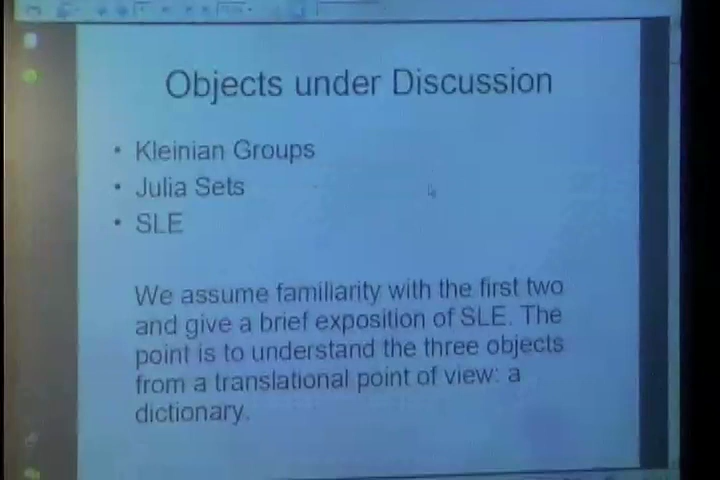 Objects under Discussion
• Kleinian Groups
• Julia Sets
• SLE
We assume familiarity with the first two
and give a brief exposition of SLE. The
point is to understand the three objects
from a translational point of view: a
dictionary.